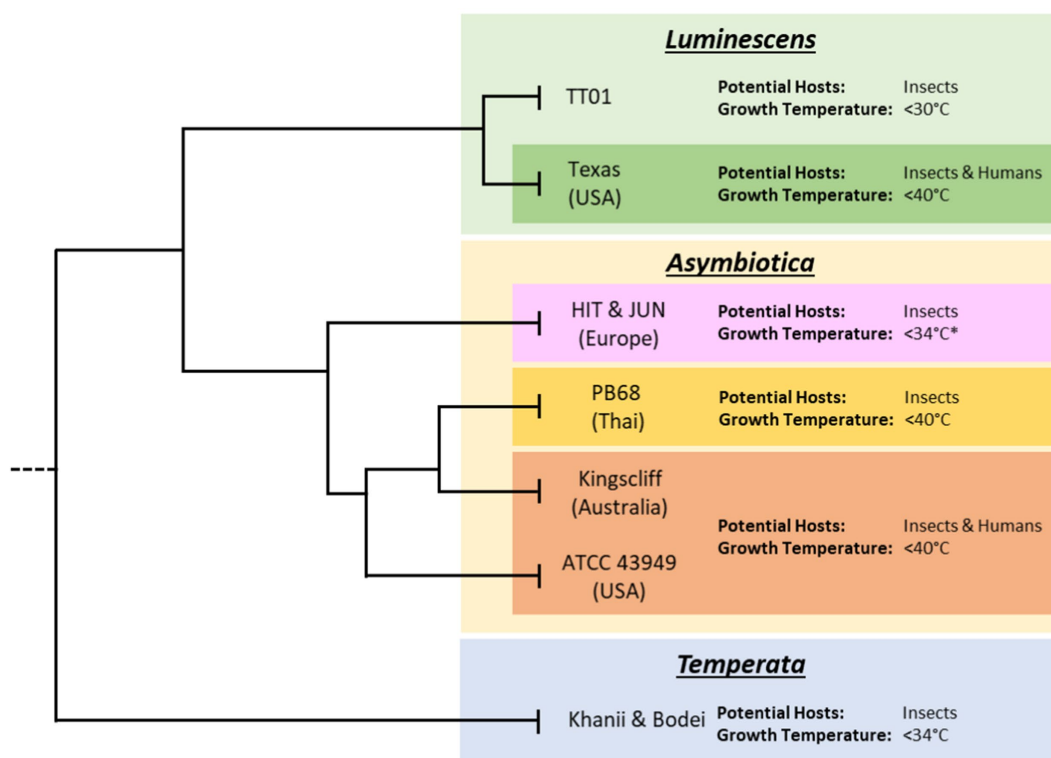 Luminescens
TT01
Potential Hosts: Insects
Growth Temperature: <30°C
Texas
(USA)
Potential Hosts: Insects & Humans
Growth Temperature: <40°C
Asymbiotica
HIT & JUN
(Europe)
Potential Hosts: Insects
Growth Temperature: <34°C*
PB68
(Thai)
Potential Hosts: Insects
Growth Temperature: <40°C
Kingscliff
(Australia)
ATCC 43949
(USA)
Potential Hosts: Insects & Humans
Growth Temperature: <40°C
Temperata
Khanii & Bodei
Potential Hosts: Insects
Growth Temperature: <34°C